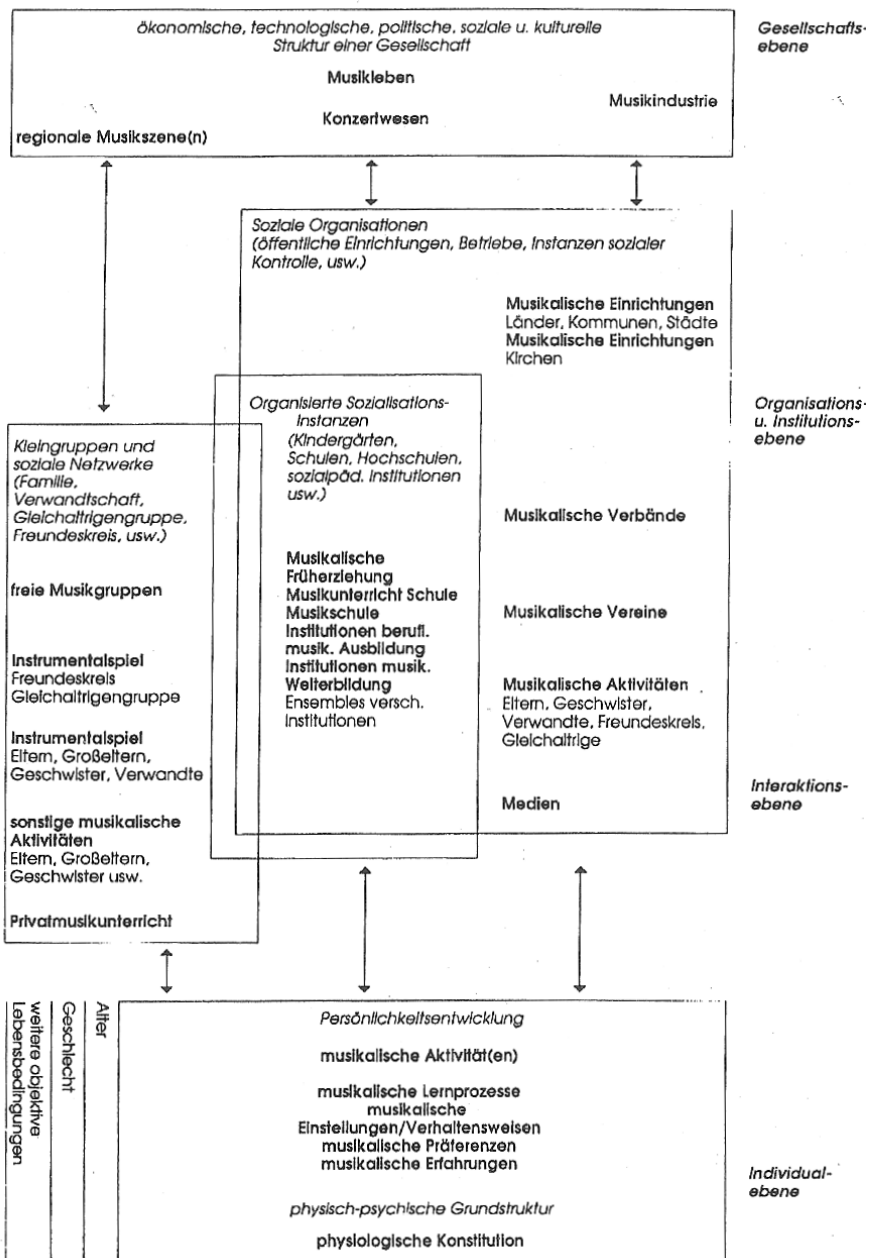 ökonomische, technologische, politische, soziale u. kulturelle
Struktur einer Gesellschaft
Gesellschafts-
ebene
Musikleben
Musikindustrie
Konzertwesen
regionale Musikszene(n)
Soziale Organisationen
(öffentliche Einrichtungen, Betriebe, Instanzen sozialer
Kontrolle, usw.)
Musikalische Einrichtungen
Länder, Kommunen, Städte
Musikalische Einrichtungen
Kirchen
Organisations-
u. Institutions-
ebene
Organisierte Sozialisations-
instanzen
(Kindergärten,
Schulen, Hochschulen,
sozialpäd. Institutionen
usw.)
Kleingruppen und
soziale Netzwerke
(Familie,
Verwandtschaft,
Gleichaltrigengruppe,
Freundeskreis, usw.)
Musikalische Verbände
Musikalische
Früherziehung
Musikunterricht Schule
Musikschule
Institutionen berufl.
musik. Ausbildung
Institutionen musik.
Weiterbildung
Ensembles versch.
Institutionen
freie Musikgruppen
Musikalische Vereine
Instrumentalspiel
Freundeskreis
Gleichaltrigengruppe
Musikalische Aktivitäten
Eltern, Geschwister,
Verwandte, Freundeskreis,
Gleichaltrige
Instrumentalspiel
Eltern, Großeltern,
Geschwister, Verwandte
Interaktions-
ebene
Medien
sonstige musikalische
Aktivitäten
Eltern, Großeltern,
Geschwister usw.
Privatmusikunterricht
weitere objektive
Lebensbedingungen
Geschlecht
Alter
Persönlichkeitsentwicklung
musikalische Aktivität(en)
musikalische Lernprozesse
musikalische
Einstellungen/Verhaltensweisen
musikalische Präferenzen
musikalische Erfahrungen
Individual-
ebene
physisch-psychische Grundstruktur
physiologische Konstitution